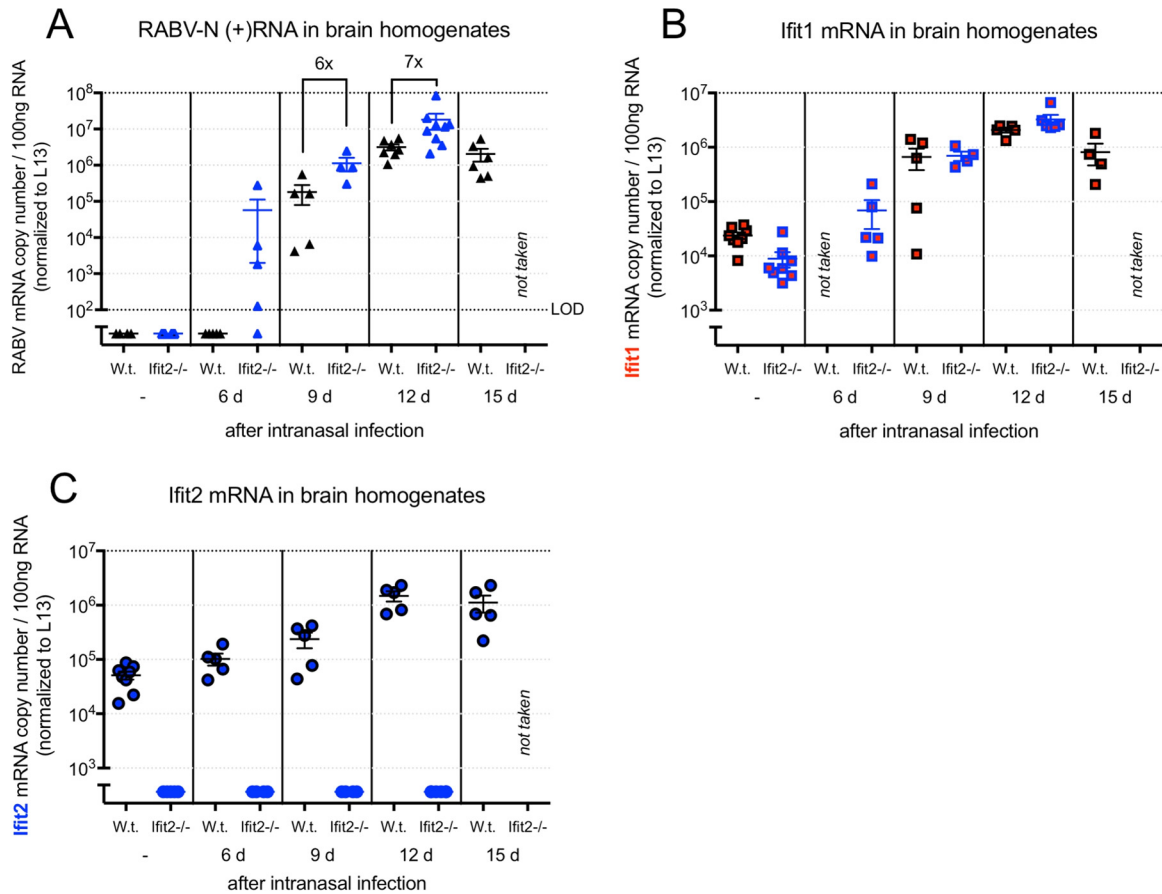 A
RABV-N (+)RNA in brain homogenates
RABV mRNA copy number / 100ng RNA
(normalized to L13)
10^8
10^7
10^6
10^5
10^4
10^3
10^2
6x
7x
not taken
LOD
W.t. Ifit2-/- W.t. Ifit2-/- W.t. Ifit2-/- W.t. Ifit2-/- W.t. Ifit2-/-
- 6 d 9 d 12 d 15 d
after intranasal infection
B
Ifit1 mRNA in brain homogenates
Ifit1 mRNA copy number / 100ng RNA
(normalized to L13)
10^7
10^6
10^5
10^4
10^3
not taken
not taken
W.t. Ifit2-/- W.t. Ifit2-/- W.t. Ifit2-/- W.t. Ifit2-/- W.t. Ifit2-/-
- 6 d 9 d 12 d 15 d
after intranasal infection
C
Ifit2 mRNA in brain homogenates
Ifit2 mRNA copy number / 100ng RNA
(normalized to L13)
10^7
10^6
10^5
10^4
10^3
not taken
W.t. Ifit2-/- W.t. Ifit2-/- W.t. Ifit2-/- W.t. Ifit2-/- W.t. Ifit2-/-
- 6 d 9 d 12 d 15 d
after intranasal infection